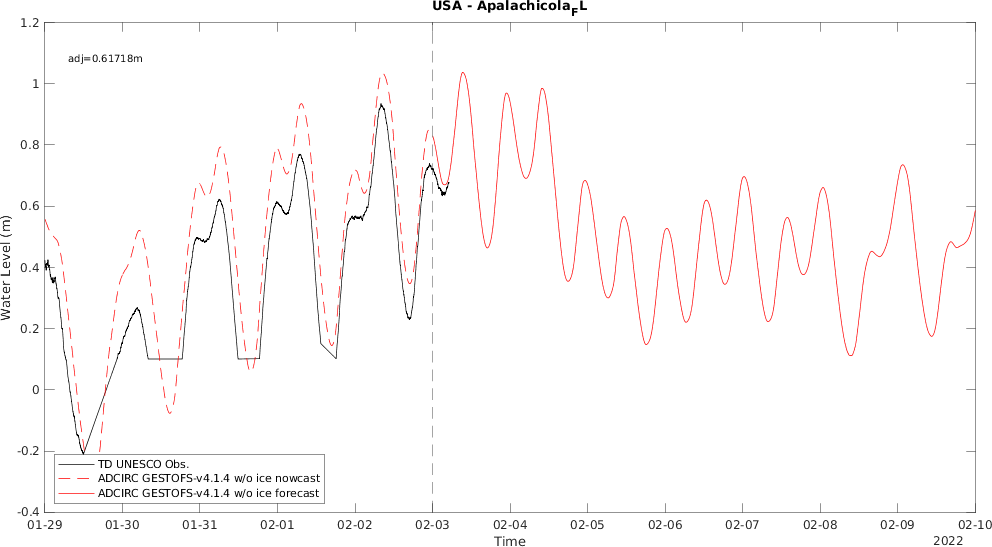 USA - ApalachicolaFL
1.2
adj=0.61718m
1
0.8
0.6
0.4
0.2
0
-0.2
-0.4
Water Level (m)
TD UNESCO Obs.
ADCIRC GESTOFS-v4.1.4 w/o ice nowcast
ADCIRC GESTOFS-v4.1.4 w/o ice forecast
01-29 01-30 01-31 02-01 02-02 02-03 02-04 02-05 02-06 02-07 02-08 02-09 02-10
Time
2022